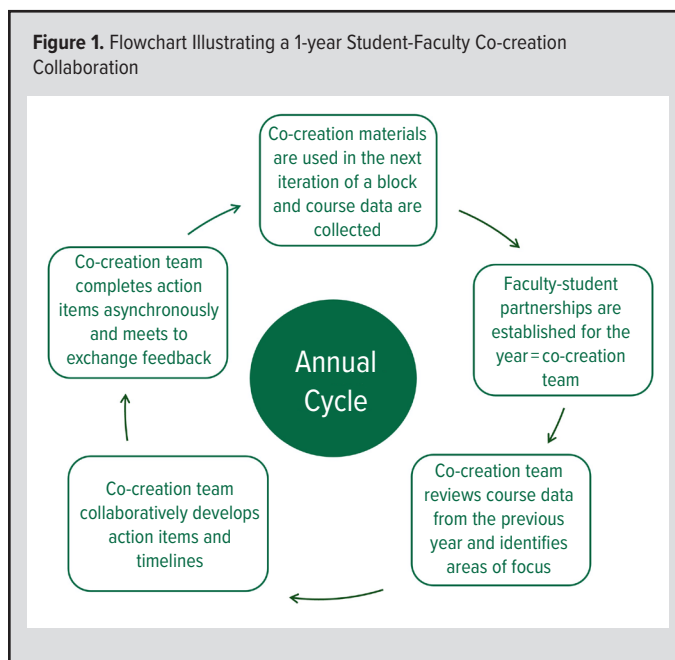 Figure 1. Flowchart Illustrating a 1-year Student-Faculty Co-creation
Collaboration
Co-creation materials
are used in the next
iteration of a block
and course data are
collected
Faculty-student
partnerships are
established for the
year = co-creation
team
Co-creation team
reviews course data
from the previous
year and identifies
areas of focus
Co-creation team
collaboratively develops
action items and
timelines
Co-creation team
completes action
items asynchronously
and meets to
exchange feedback
Annual
Cycle